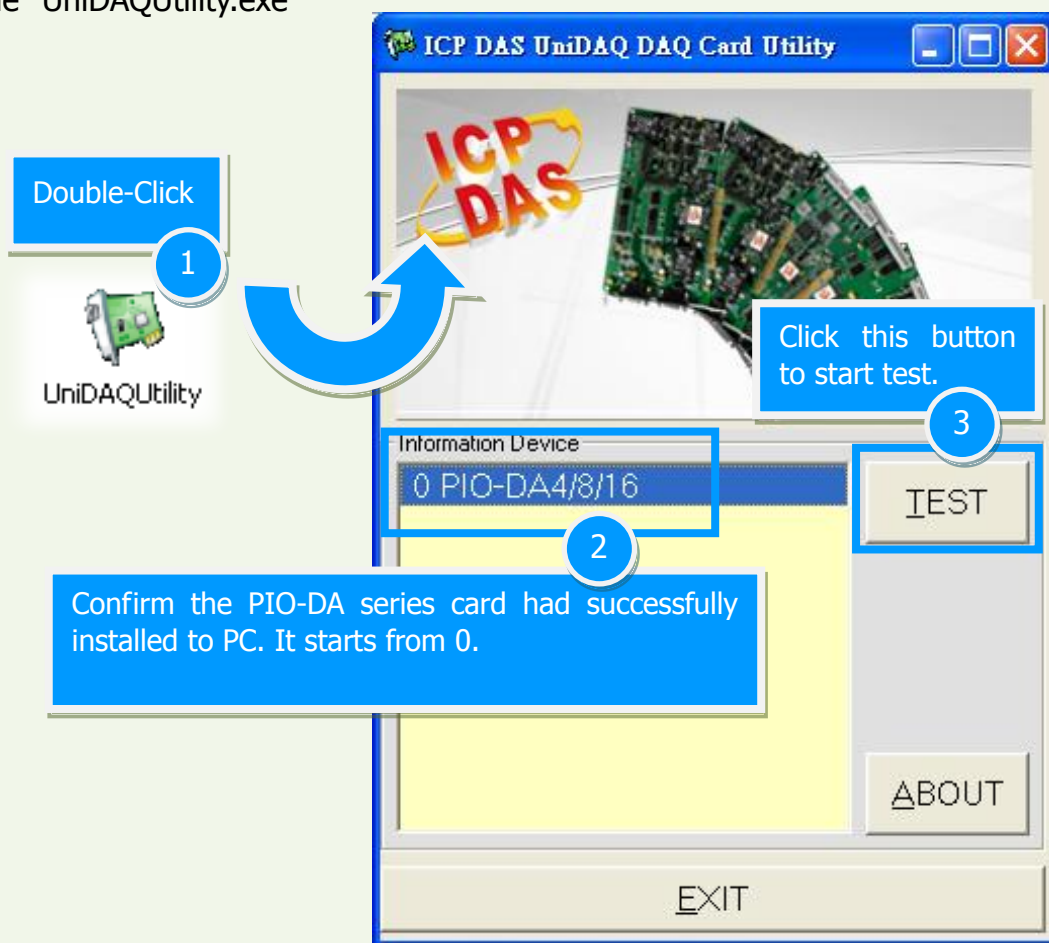 UniDAQUtility.exe
ICP DAS UniDAQ DAQ Card Utility
ICP
DAS
Double-Click
1
UniDAQUtility
Click this button
to start test.
3
Information Device
0 PIO-DA4/8/16
TEST
2
Confirm the PIO-DA series card had successfully
installed to PC. It starts from 0.
ABOUT
EXIT